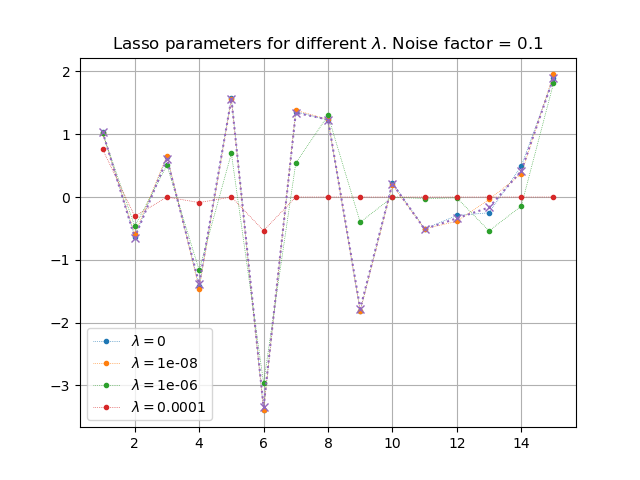 Lasso parameters for different λ. Noise factor = 0.1
2
1
0
−1
−2
−3
λ = 0
λ = 1e-08
λ = 1e-06
λ = 0.0001
2 4 6 8 10 12 14